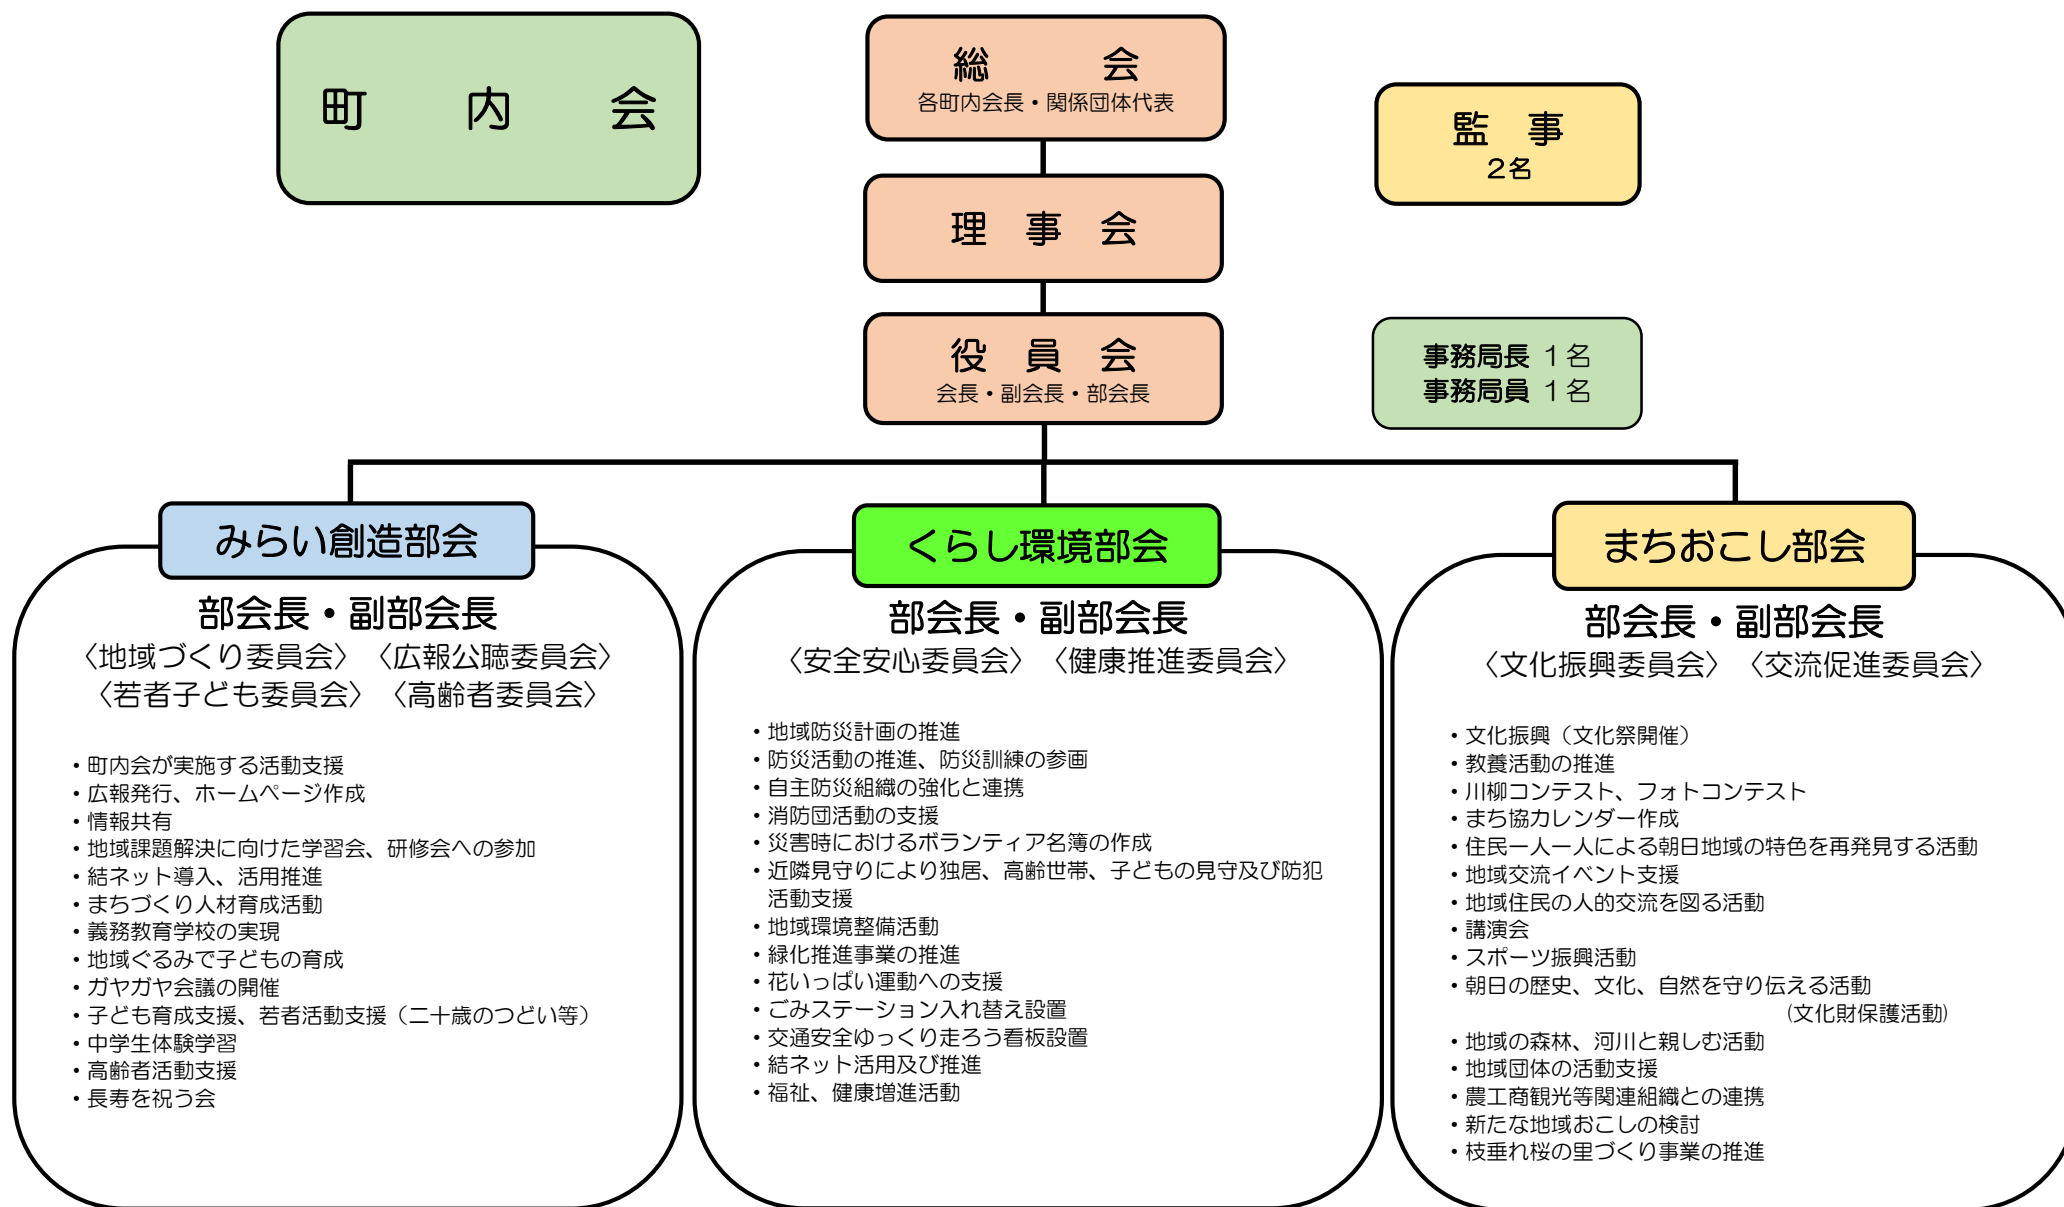 町内会
総会
各町内会長・関係団体代表
監事
2名
理事会
役員会
会長・副会長・部会長
事務局長 1名
事務局員 1名
みらい創造部会
部会長・副部会長
〈地域づくり委員会〉〈広報公聴委員会〉
〈若者子ども委員会〉〈高齢者委員会〉
・町内会が実施する活動支援
・広報発行、ホームページ作成
・情報共有
・地域課題解決に向けた学習会、研修会への参加
・結ネット導入、活用推進
・まちづくり人材育成活動
・義務教育学校の実現
・地域ぐるみで子どもの育成
・ガヤガヤ会議の開催
・子ども育成支援、若者活動支援（二十歳のつどい等）
・中学生体験学習
・高齢者活動支援
・長寿を祝う会
くらし環境部会
部会長・副部会長
〈安全安心委員会〉〈健康推進委員会〉
・地域防災計画の推進
・防災活動の推進、防災訓練の参画
・自主防災組織の強化と連携
・消防団活動の支援
・災害時におけるボランティア名簿の作成
・近隣見守りにより独居、高齢世帯、子どもの見守及び防犯
活動支援
・地域環境整備活動
・緑化推進事業の推進
・花いっぱい運動への支援
・ごみステーション入れ替え設置
・交通安全ゆっくり走ろう看板設置
・結ネット活用及び推進
・福祉、健康増進活動
まちおこし部会
部会長・副部会長
〈文化振興委員会〉〈交流促進委員会〉
・文化振興（文化祭開催）
・教養活動の推進
・川柳コンテスト、フォトコンテスト
・まち協カレンダー作成
・住民一人一人による朝日地域の特色を再発見する活動
・地域交流イベント支援
・地域住民の人的交流を図る活動
・講演会
・スポーツ振興活動
・朝日の歴史、文化、自然を守り伝える活動
(文化財保護活動)
・地域の森林、河川と親しむ活動
・地域団体の活動支援
・農工商観光等関連組織との連携
・新たな地域おこしの検討
・枝垂れ桜の里づくり事業の推進